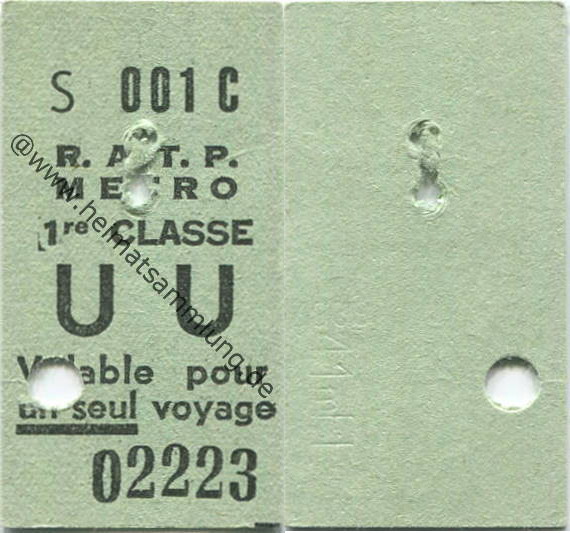 S 001 C
R. A. T. P.
METRO
1re CLASSE
U U
Valable pour
un seul voyage
02223
@www.heimatsammlung.de